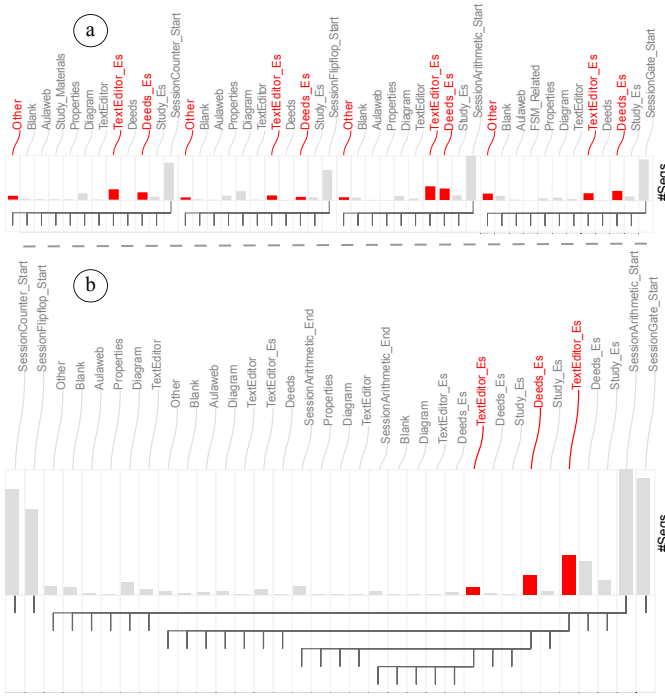 a
Other
Blank
Aulaweb
Study_Materials
Properties
Diagram
TextEditor
TextEditor_Es
Deeds
Deeds_Es
Study_Es
SessionCounter_Start
Other
Blank
Aulaweb
Properties
Diagram
TextEditor
TextEditor_Es
Deeds
Deeds_Es
Study_Es
SessionFlipflop_Start
Other
Blank
Aulaweb
Properties
Diagram
TextEditor
TextEditor_Es
Deeds_Es
Study_Es
SessionArithmetic_Start
Other
Blank
Aulaweb
FSM_Related
Properties
Diagram
TextEditor
TextEditor_Es
Deeds
Deeds_Es
Study_Es
SessionGate_Start
#Seqs
b
SessionCounter_Start
SessionFlipflop_Start
Other
Blank
Aulaweb
Properties
Diagram
TextEditor
Other
Blank
Aulaweb
Diagram
TextEditor
TextEditor_Es
Deeds
SessionArithmetic_End
Properties
Diagram
TextEditor
SessionArithmetic_End
Blank
Diagram
TextEditor
TextEditor_Es
Deeds_Es
TextEditor_Es
Deeds_Es
Study_Es
Deeds_Es
Study_Es
TextEditor_Es
Deeds_Es
Study_Es
SessionArithmetic_Start
SessionGate_Start
#Seqs